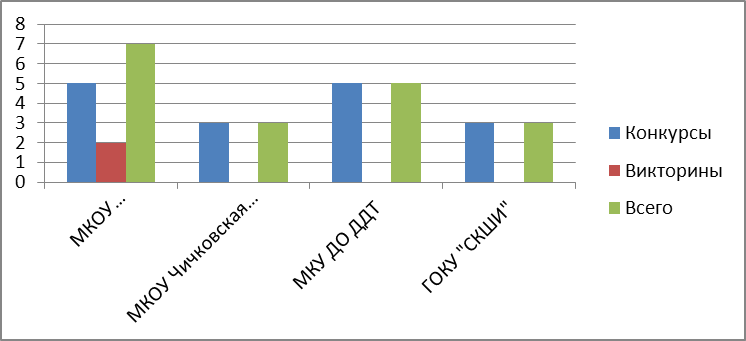 8
7
6
5
4
3
2
1
0
МКОУ...
МКОУ Чичковская...
МКУ ДО ДДТ
ГОКУ "СКШИ"
Конкурсы
Викторины
Всего